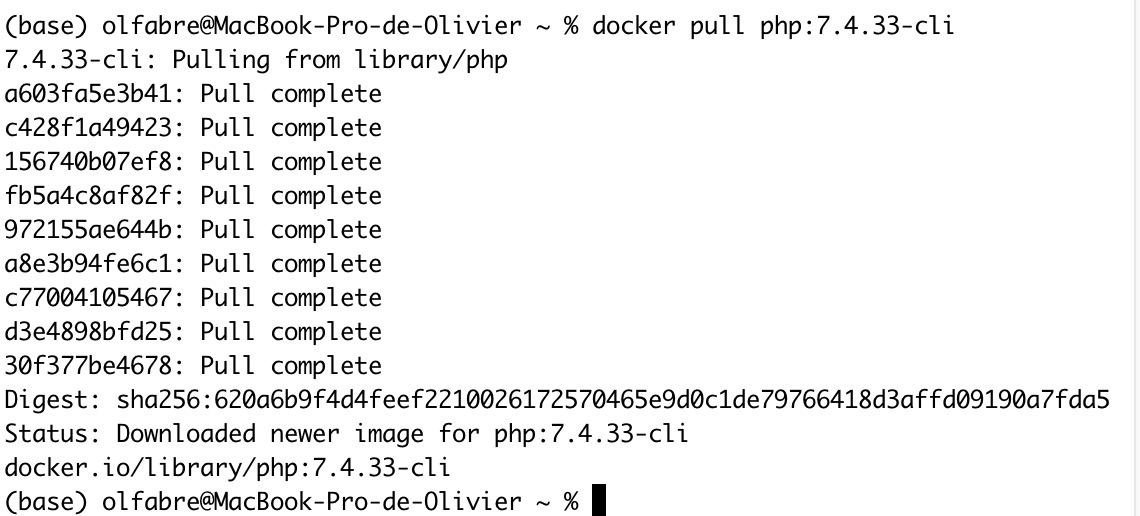 (base) olfabre@MacBook-Pro-de-Olivier ~ % docker pull php:7.4.33-cli
7.4.33-cli: Pulling from library/php
a603fa5e3b41: Pull complete
c428f1a49423: Pull complete
156740b07ef8: Pull complete
fb5a4c8af82f: Pull complete
972155ae644b: Pull complete
a8e3b94fe6c1: Pull complete
c77004105467: Pull complete
d3e4898bfd25: Pull complete
30f377be4678: Pull complete
Digest: sha256:620a6b9f4d4feef2210026172570465e9d0c1de79766418d3affd09190a7fda5
Status: Downloaded newer image for php:7.4.33-cli
docker.io/library/php:7.4.33-cli
(base) olfabre@MacBook-Pro-de-Olivier ~ %